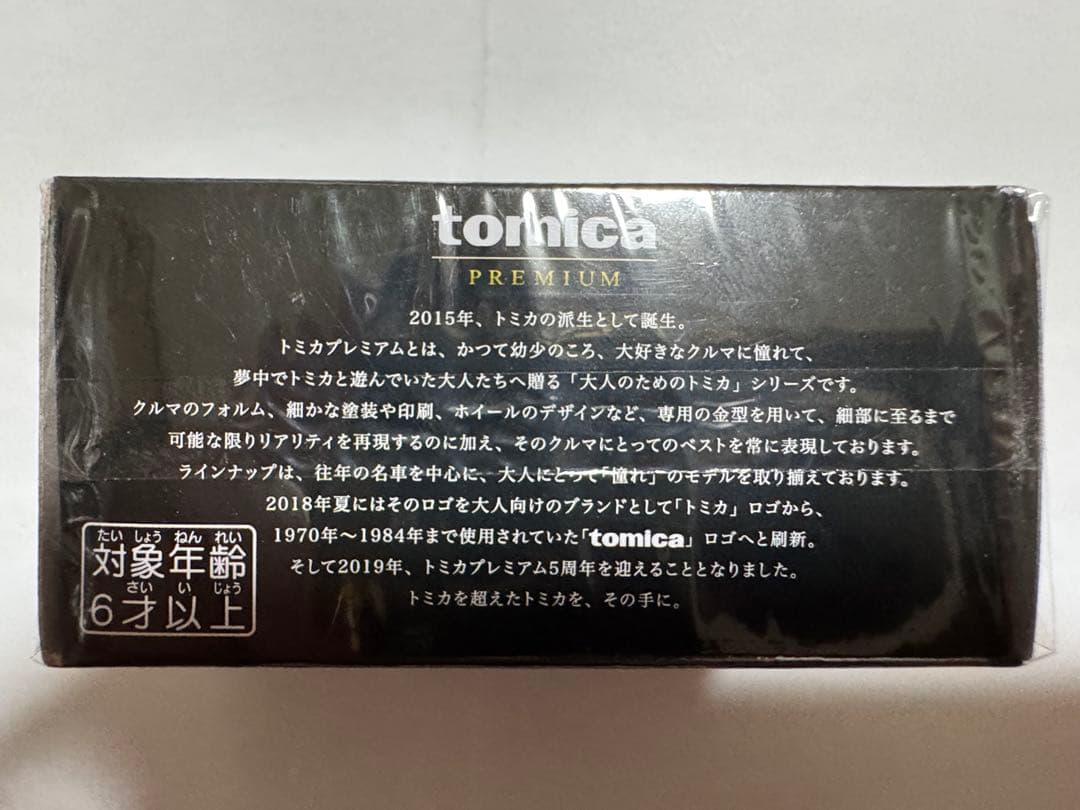 tomica
PREMIUM
2015年、トミカの派生として誕生。
トミカプレミアムとは、かつて幼少のころ、大好きなクルマに憧れて、
夢中でトミカと遊んでいた大人たちへ贈る「大人のためのトミカ」シリーズです。
クルマのフォルム、細かな塗装や印刷、ホイールのデザインなど、専用の金型を用いて、細部に至るまで
可能な限りリアリティを再現するのに加え、そのクルマにとってのベストを常に表現しております。
ラインナップは、往年の名車を中心に、大人にとって「憧れ」のモデルを取り揃えております。
2018年夏にはそのロゴを大人向けのブランドとして「トミカ」ロゴから、
1970年～1984年まで使用されていた「tomica」ロゴへと刷新。
そして2019年、トミカプレミアム5周年を迎えることとなりました。
トミカを超えたトミカを、その手に。
たい しょう ねん れい
対象年齢
さい い じょう
6才以上